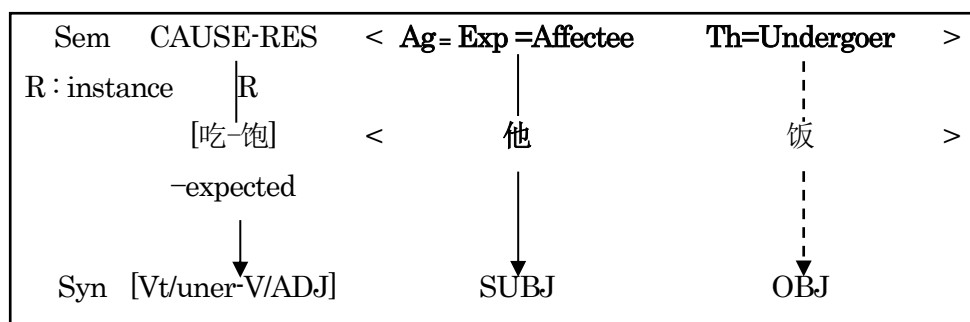 Sem CAUSE-RES < Ag = Exp =Affectee Th=Undergoer >
R：instance R
[吃-饱] < 他 饭 >
-expected
Syn [Vt/uner-V/ADJ] SUBJ OBJ